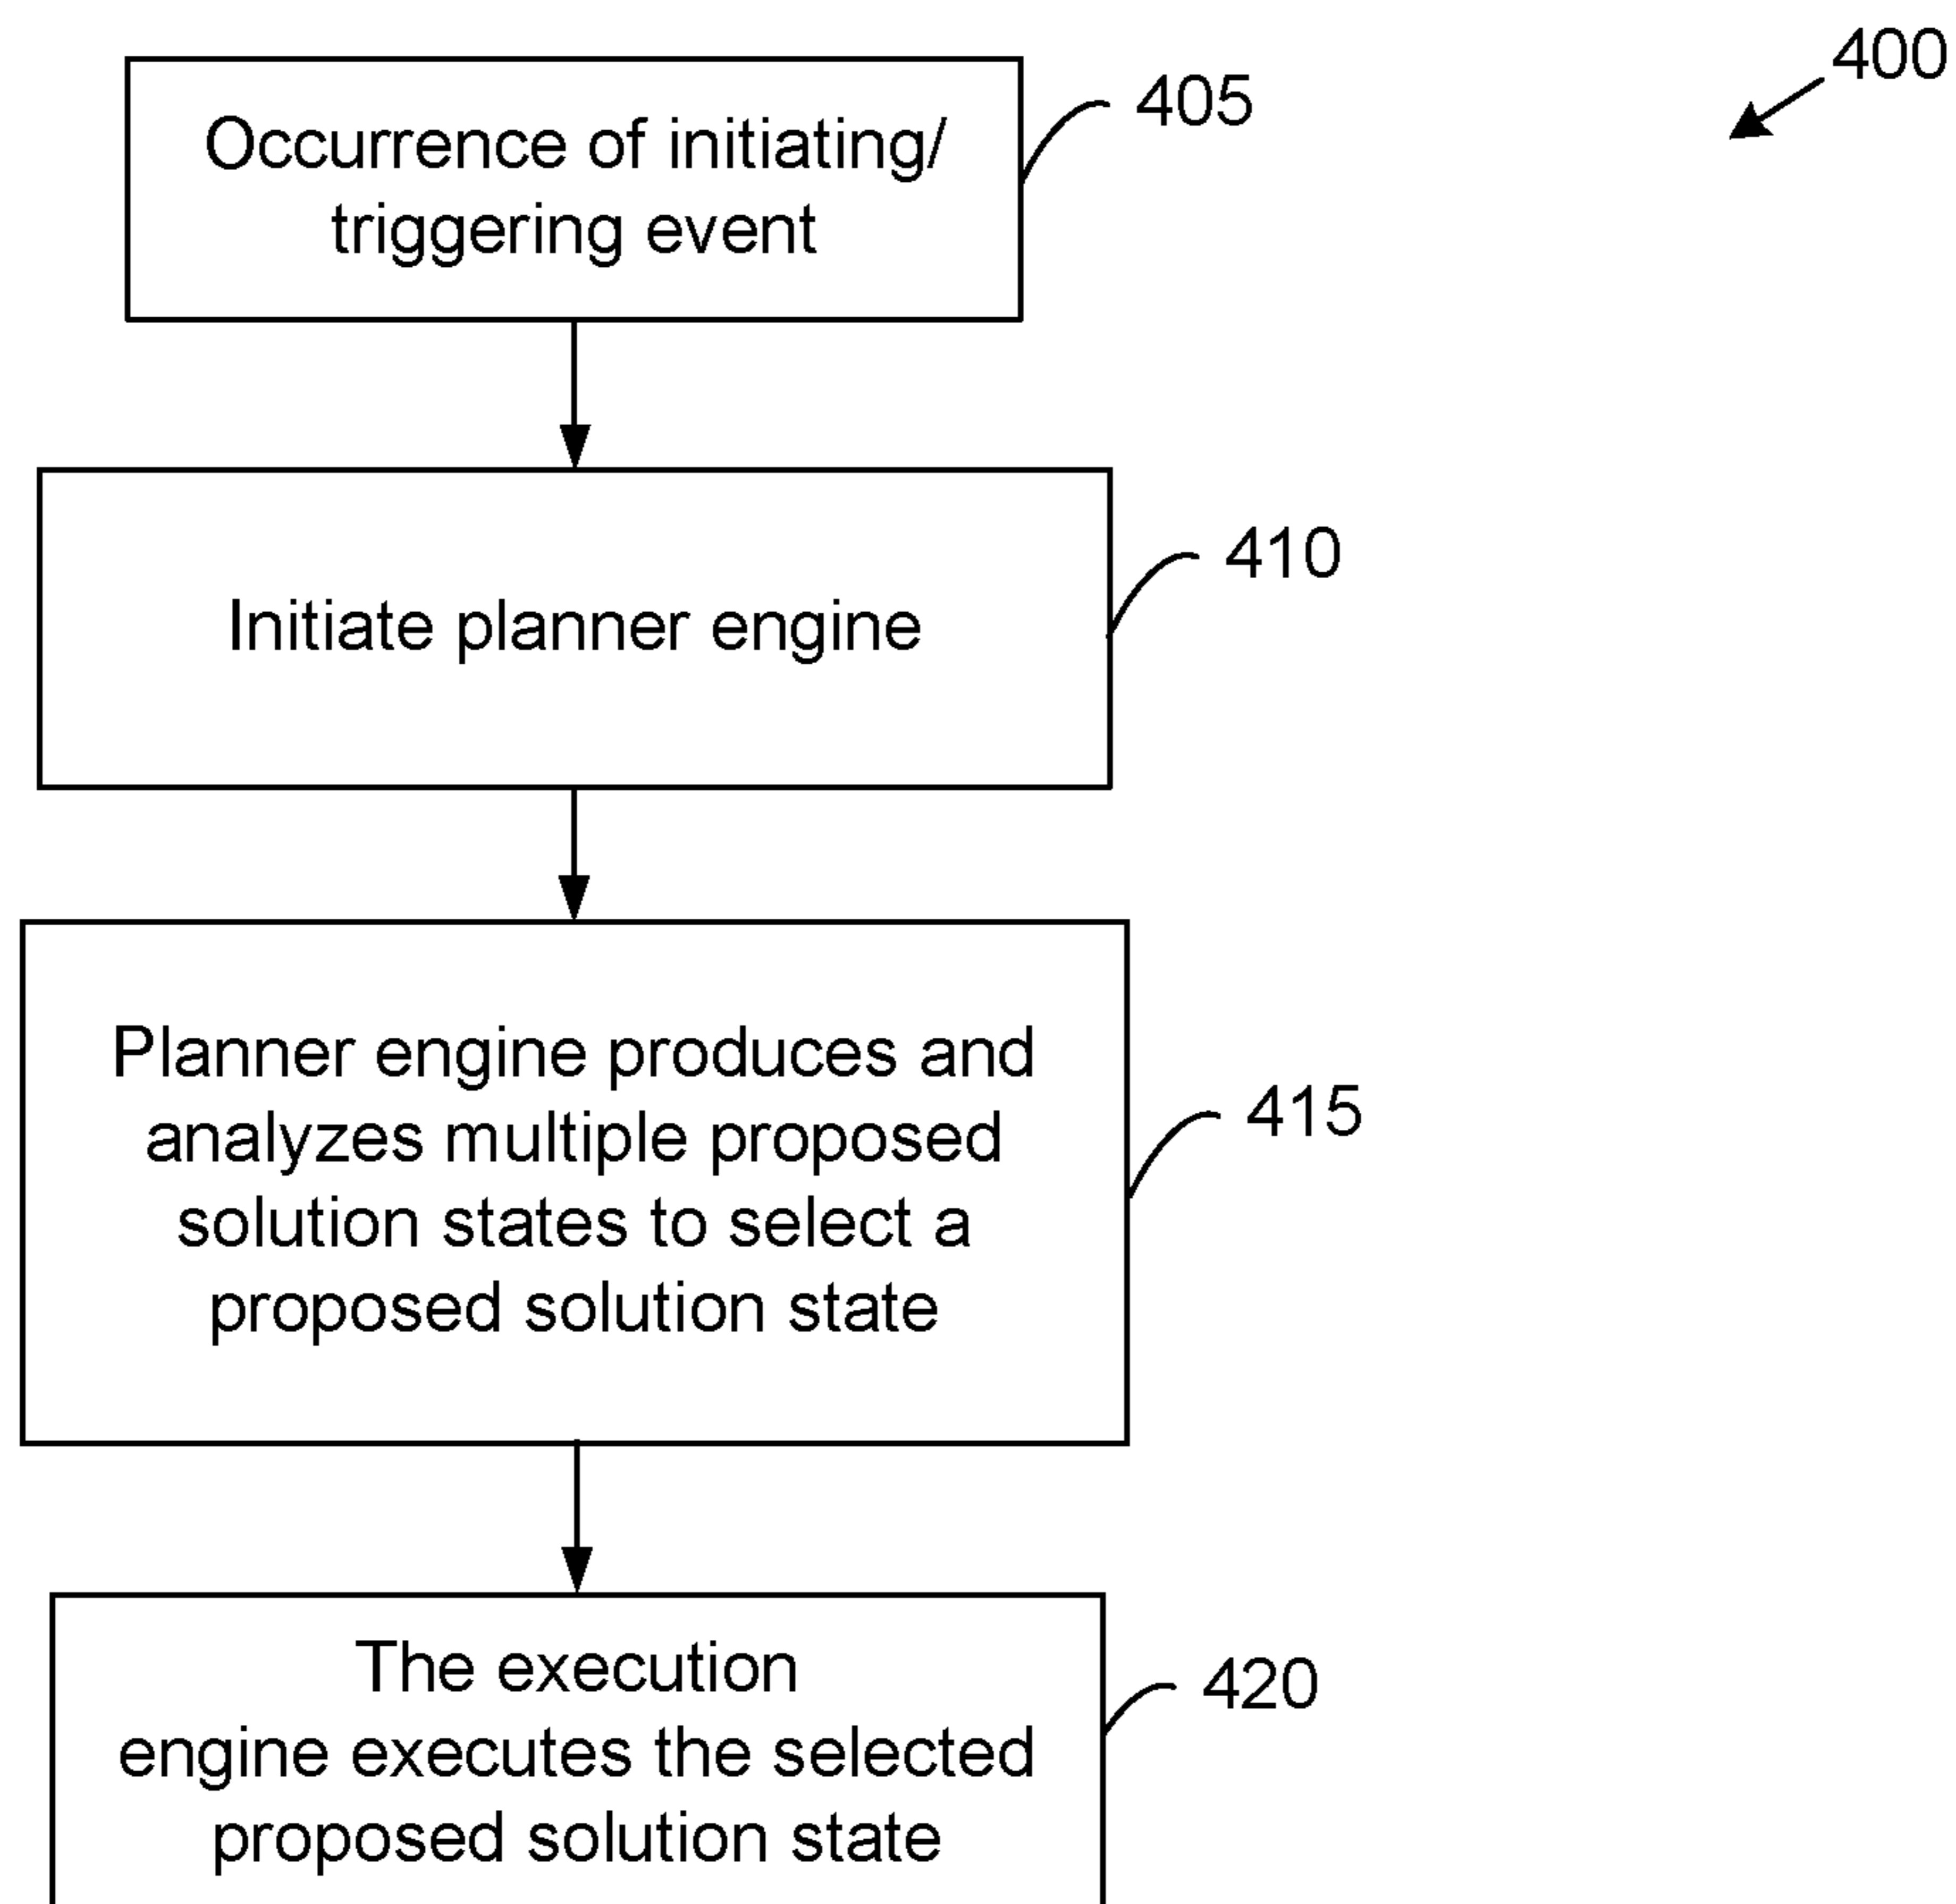 400
Occurrence of initiating/
triggering event
405
Initiate planner engine
410
Planner engine produces and
analyzes multiple proposed
solution states to select a
proposed solution state
415
The execution
engine executes the selected
proposed solution state
420